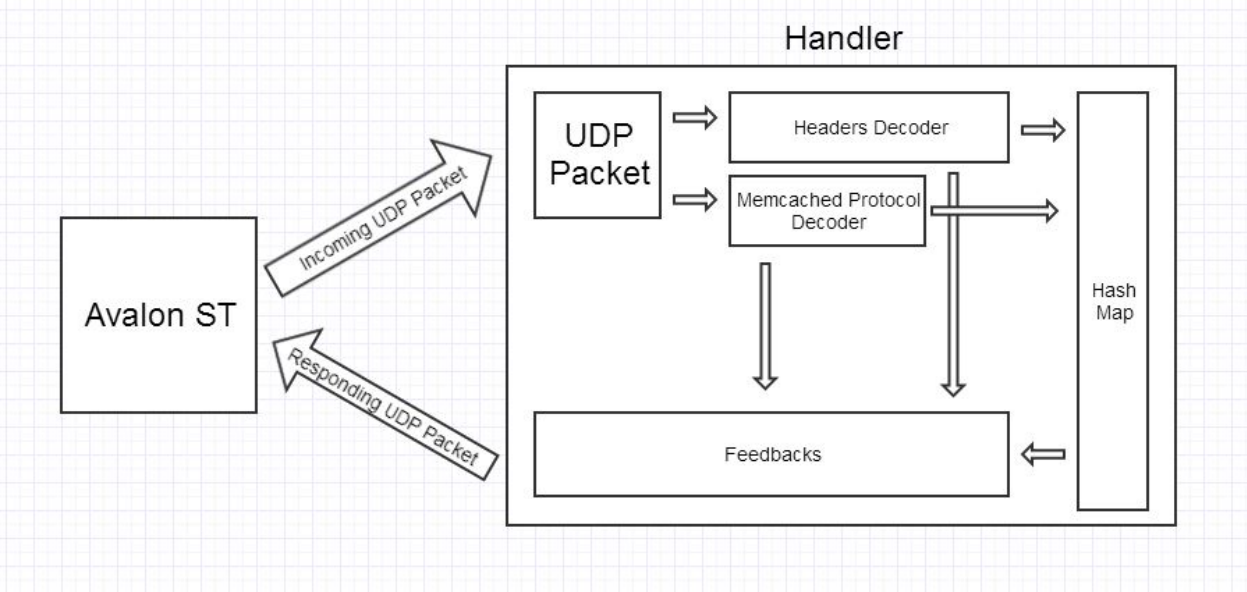 Handler
UDP
Packet
Headers Decoder
Memcached Protocol
Decoder
Incoming UDP Packet
Avalon ST
Hash
Map
Responding UDP Packet
Feedbacks